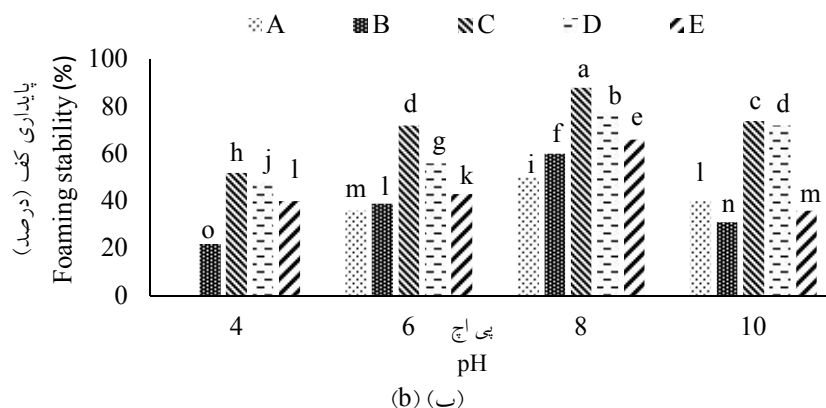 A B C D E
پایداری کف (درصد)
Foaming stability (%)
100
80
60
40
20
0
o h j l
m l d g k
i f a b e
l n c d m
4 6 8 10
پی اچ
pH
(ب) (b)